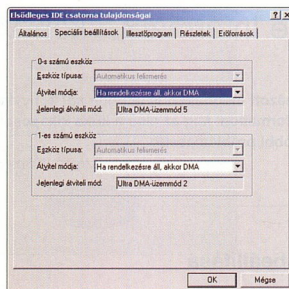 Elsődleges IDE csatorna tulajdonságai
Általános Speciális beállítások Illesztőprogram Részletek Erőforrások
0-s számú eszköz
Eszköz típusa: Automatikus felismerés
Átvitel módja: Ha rendelkezésre áll, akkor DMA
Jelenlegi átviteli mód: Ultra DMA-üzemmód 5
1-es számú eszköz
Eszköz típusa: Automatikus felismerés
Átvitel módja: Ha rendelkezésre áll, akkor DMA
Jelenlegi átviteli mód: Ultra DMA-üzemmód 2
OK Mégse